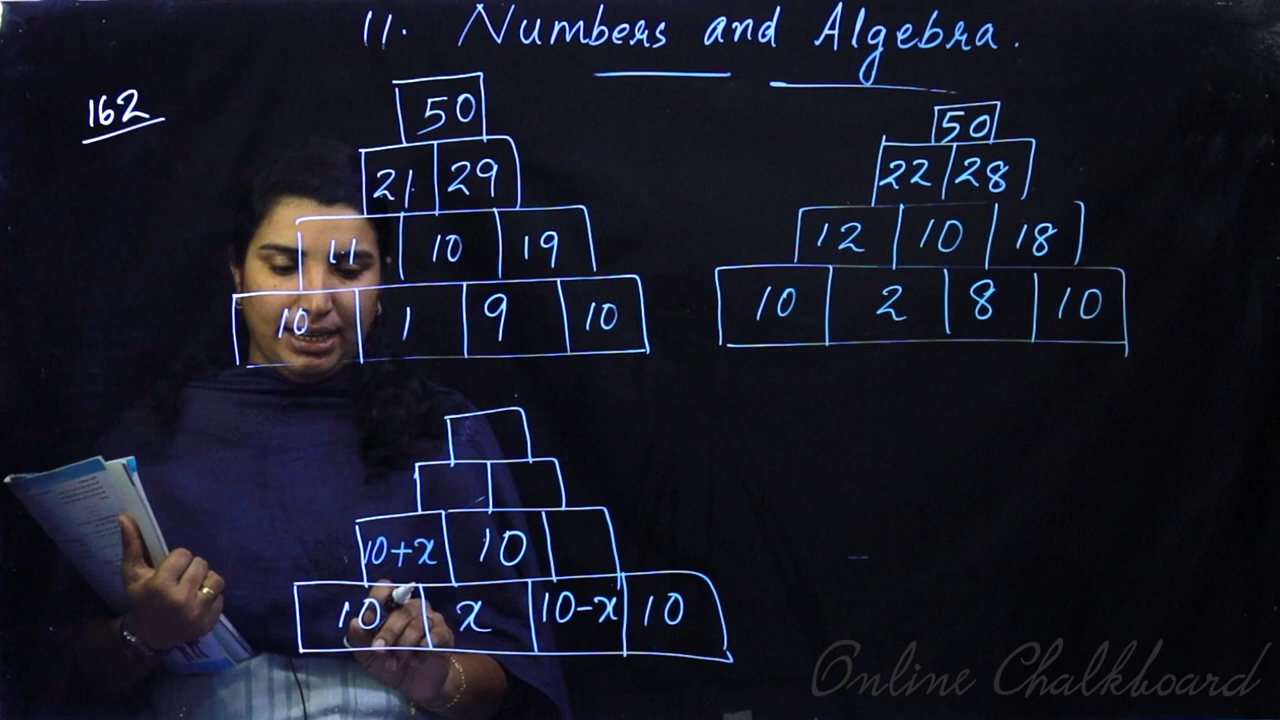 11. Numbers and Algebra.
162
50
21 29
11 10 19
10 1 9 10
50
22 28
12 10 18
10 2 8 10
10+x 10
10 x 10-x 10
Online Chalkboard